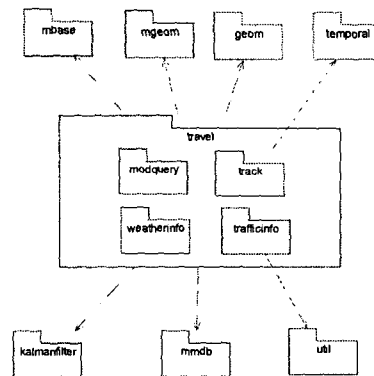 mbase
mgeom
geom
temporal
travel
modquery
track
weatherinfo
trafficinfo
kalmanfilter
mmdb
util